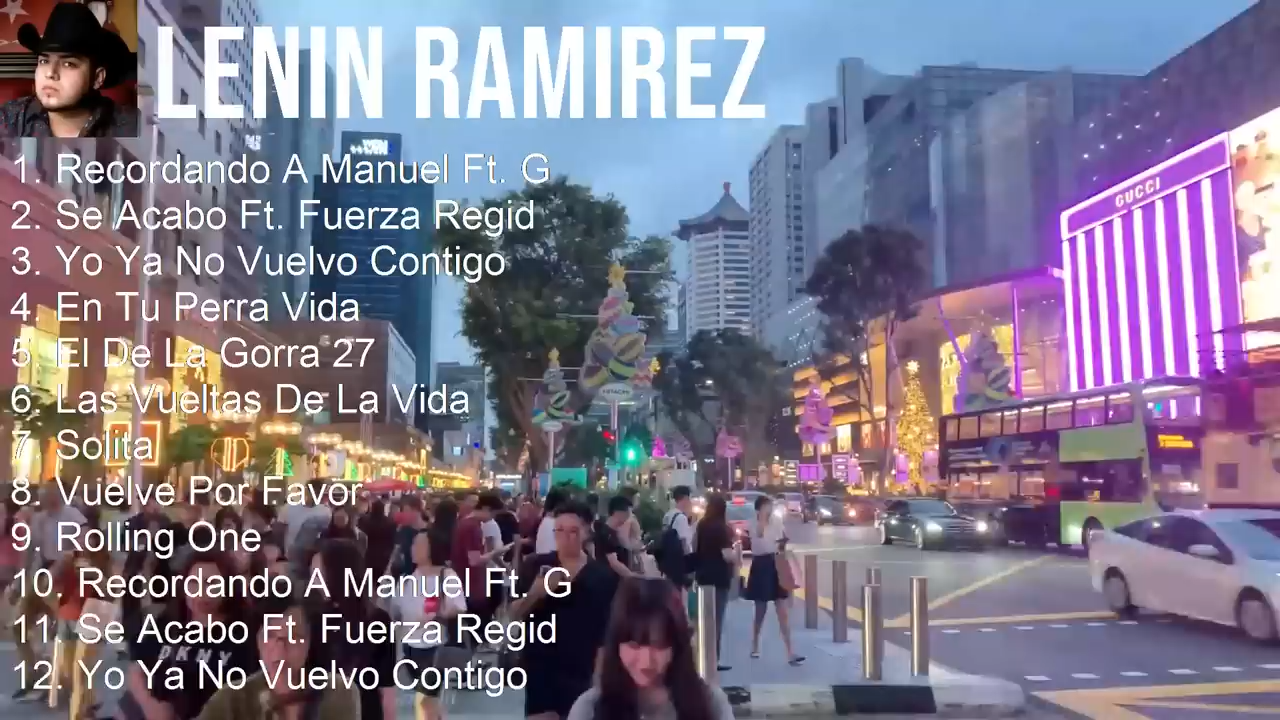 LENIN RAMIREZ
1. Recordando A Manuel Ft. G
2. Se Acabo Ft. Fuerza Regid
3. Yo Ya No Vuelvo Contigo
4. En Tu Perra Vida
5. El De La Gorra 27
6. Las Vueltas De La Vida
7. Solita
8. Vuelve Por Favor
9. Rolling One
10. Recordando A Manuel Ft. G
11. Se Acabo Ft. Fuerza Regid
12. Yo Ya No Vuelvo Contigo
GUCCI
DKNY